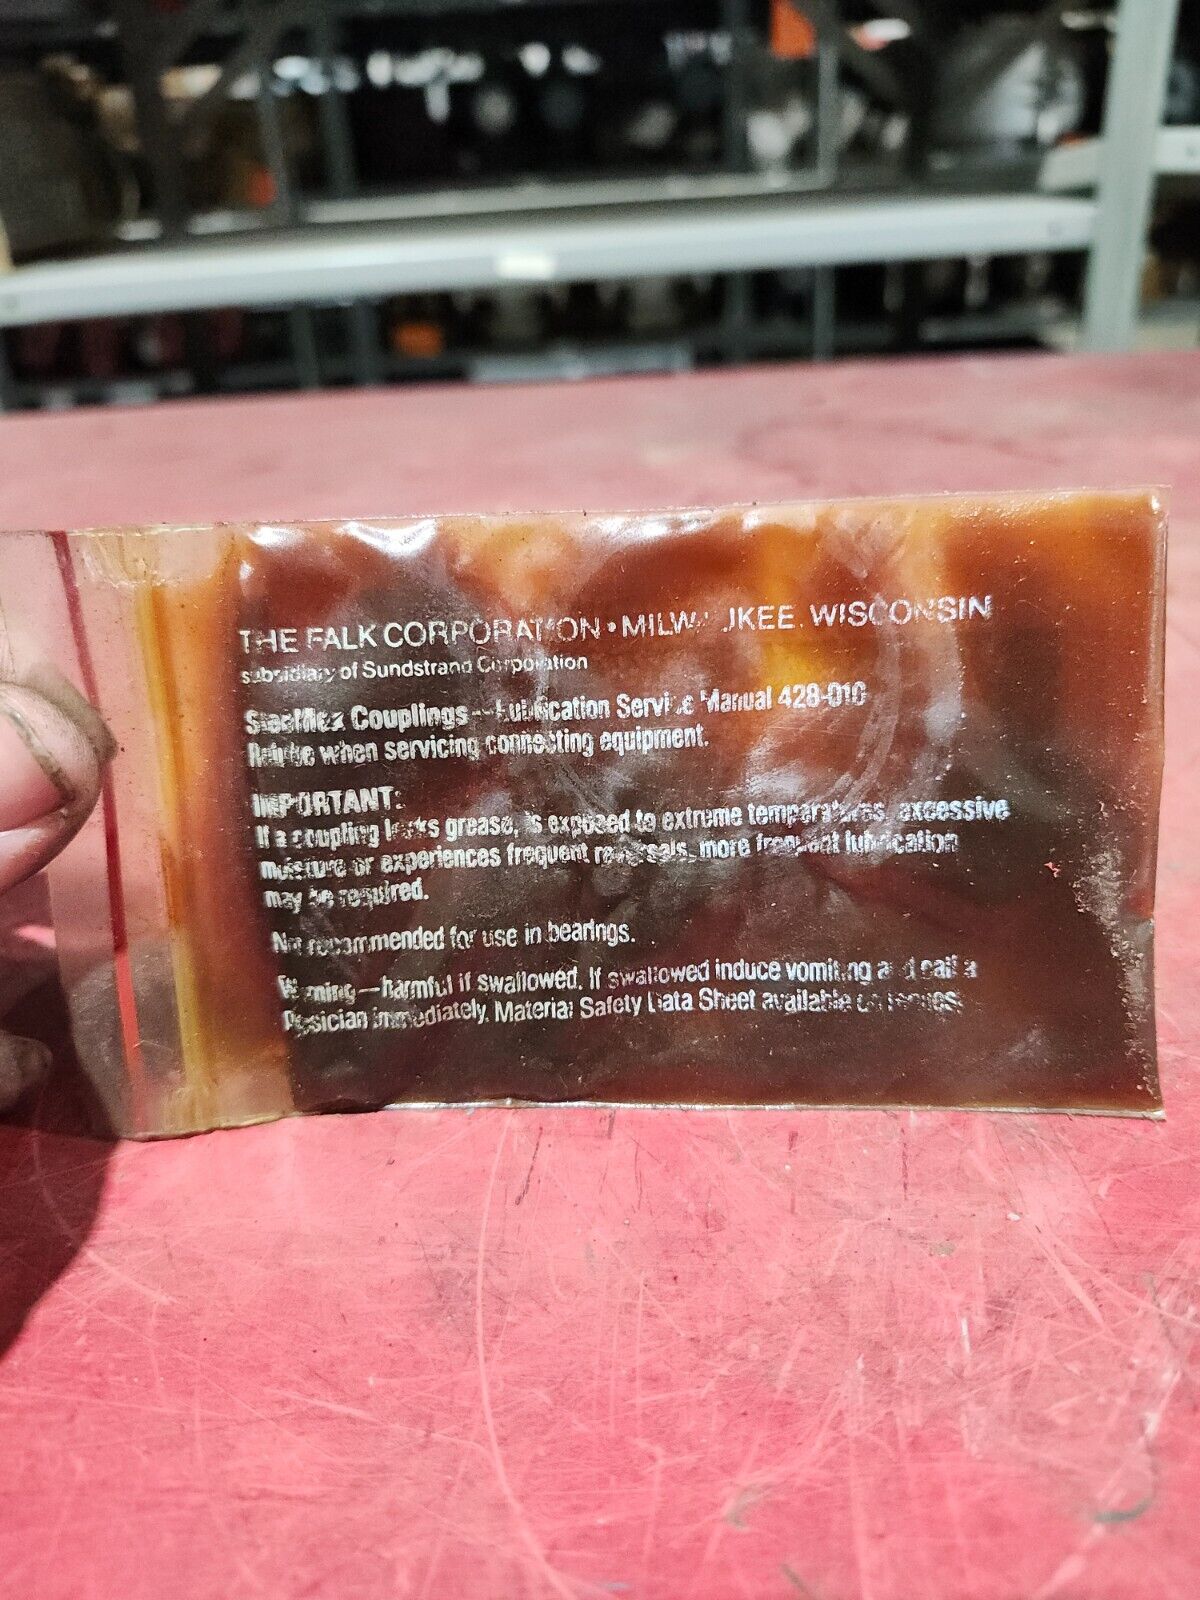 THE FALK CORPORATION • MILWAUKEE, WISCONSIN
subsidiary of Sundstrand Corporation
Couplings — Lubrication Service Manual 428-010
when servicing connecting equipment.
IMPORTANT:
If a coupling leaks grease, is exposed to extreme temperatures, excessive
moisture or experiences frequent reversals, more frequent lubrication
may be required.
Not recommended for use in bearings.
Warning — harmful if swallowed. If swallowed induce vomiting and call a
immediately. Material Safety Data Sheet available on request.